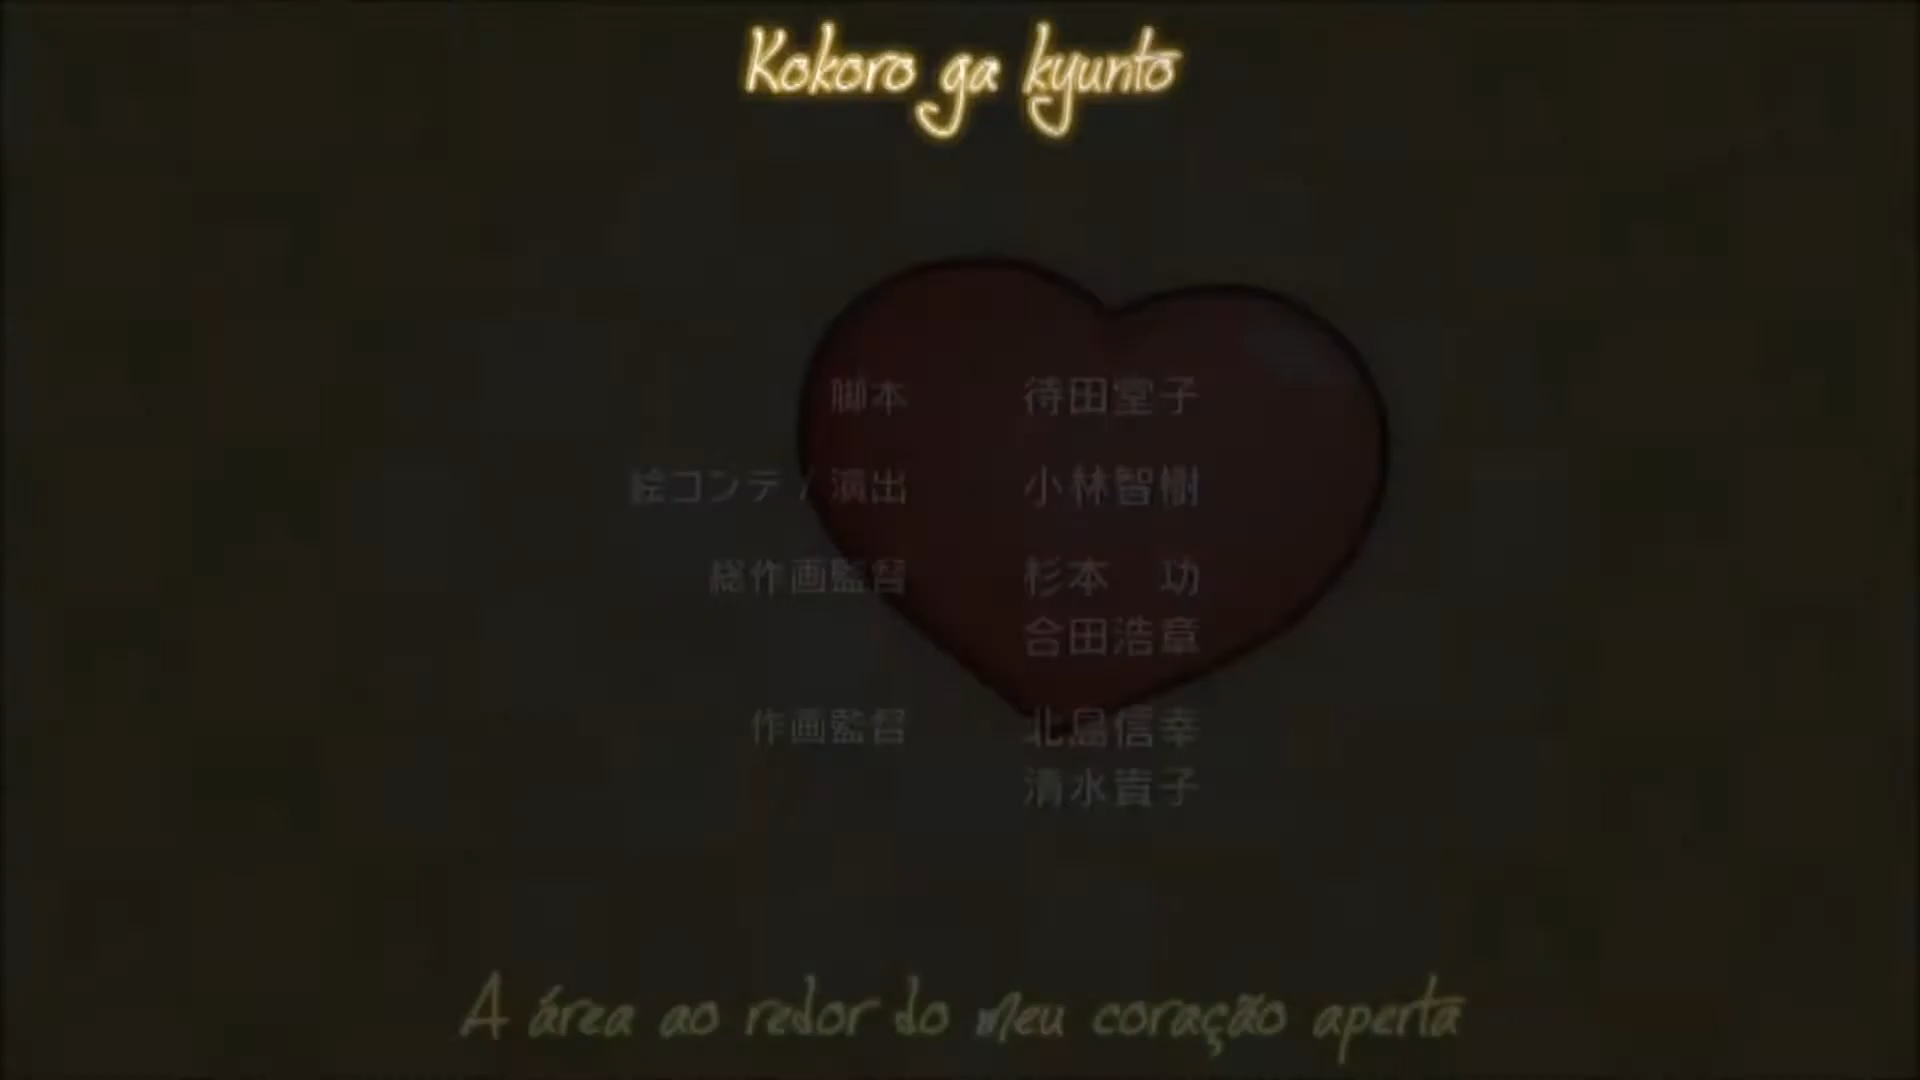 Kokoro ga kyunto
脚本 待田堂子
絵コンテ / 演出 小林智樹
総作画監督 杉本 功
合田浩章
作画監督 北島信幸
清水貴子
A área ao redor do meu coração aperta